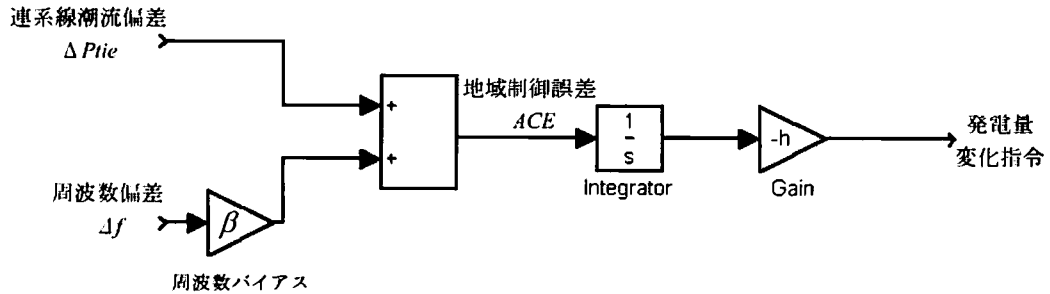 連系線潮流偏差
Δ Ptie
+
+
地域制御誤差
ACE
1
s
Integrator
-h
Gain
発電量
変化指令
周波数偏差
Δf
β
周波数バイアス